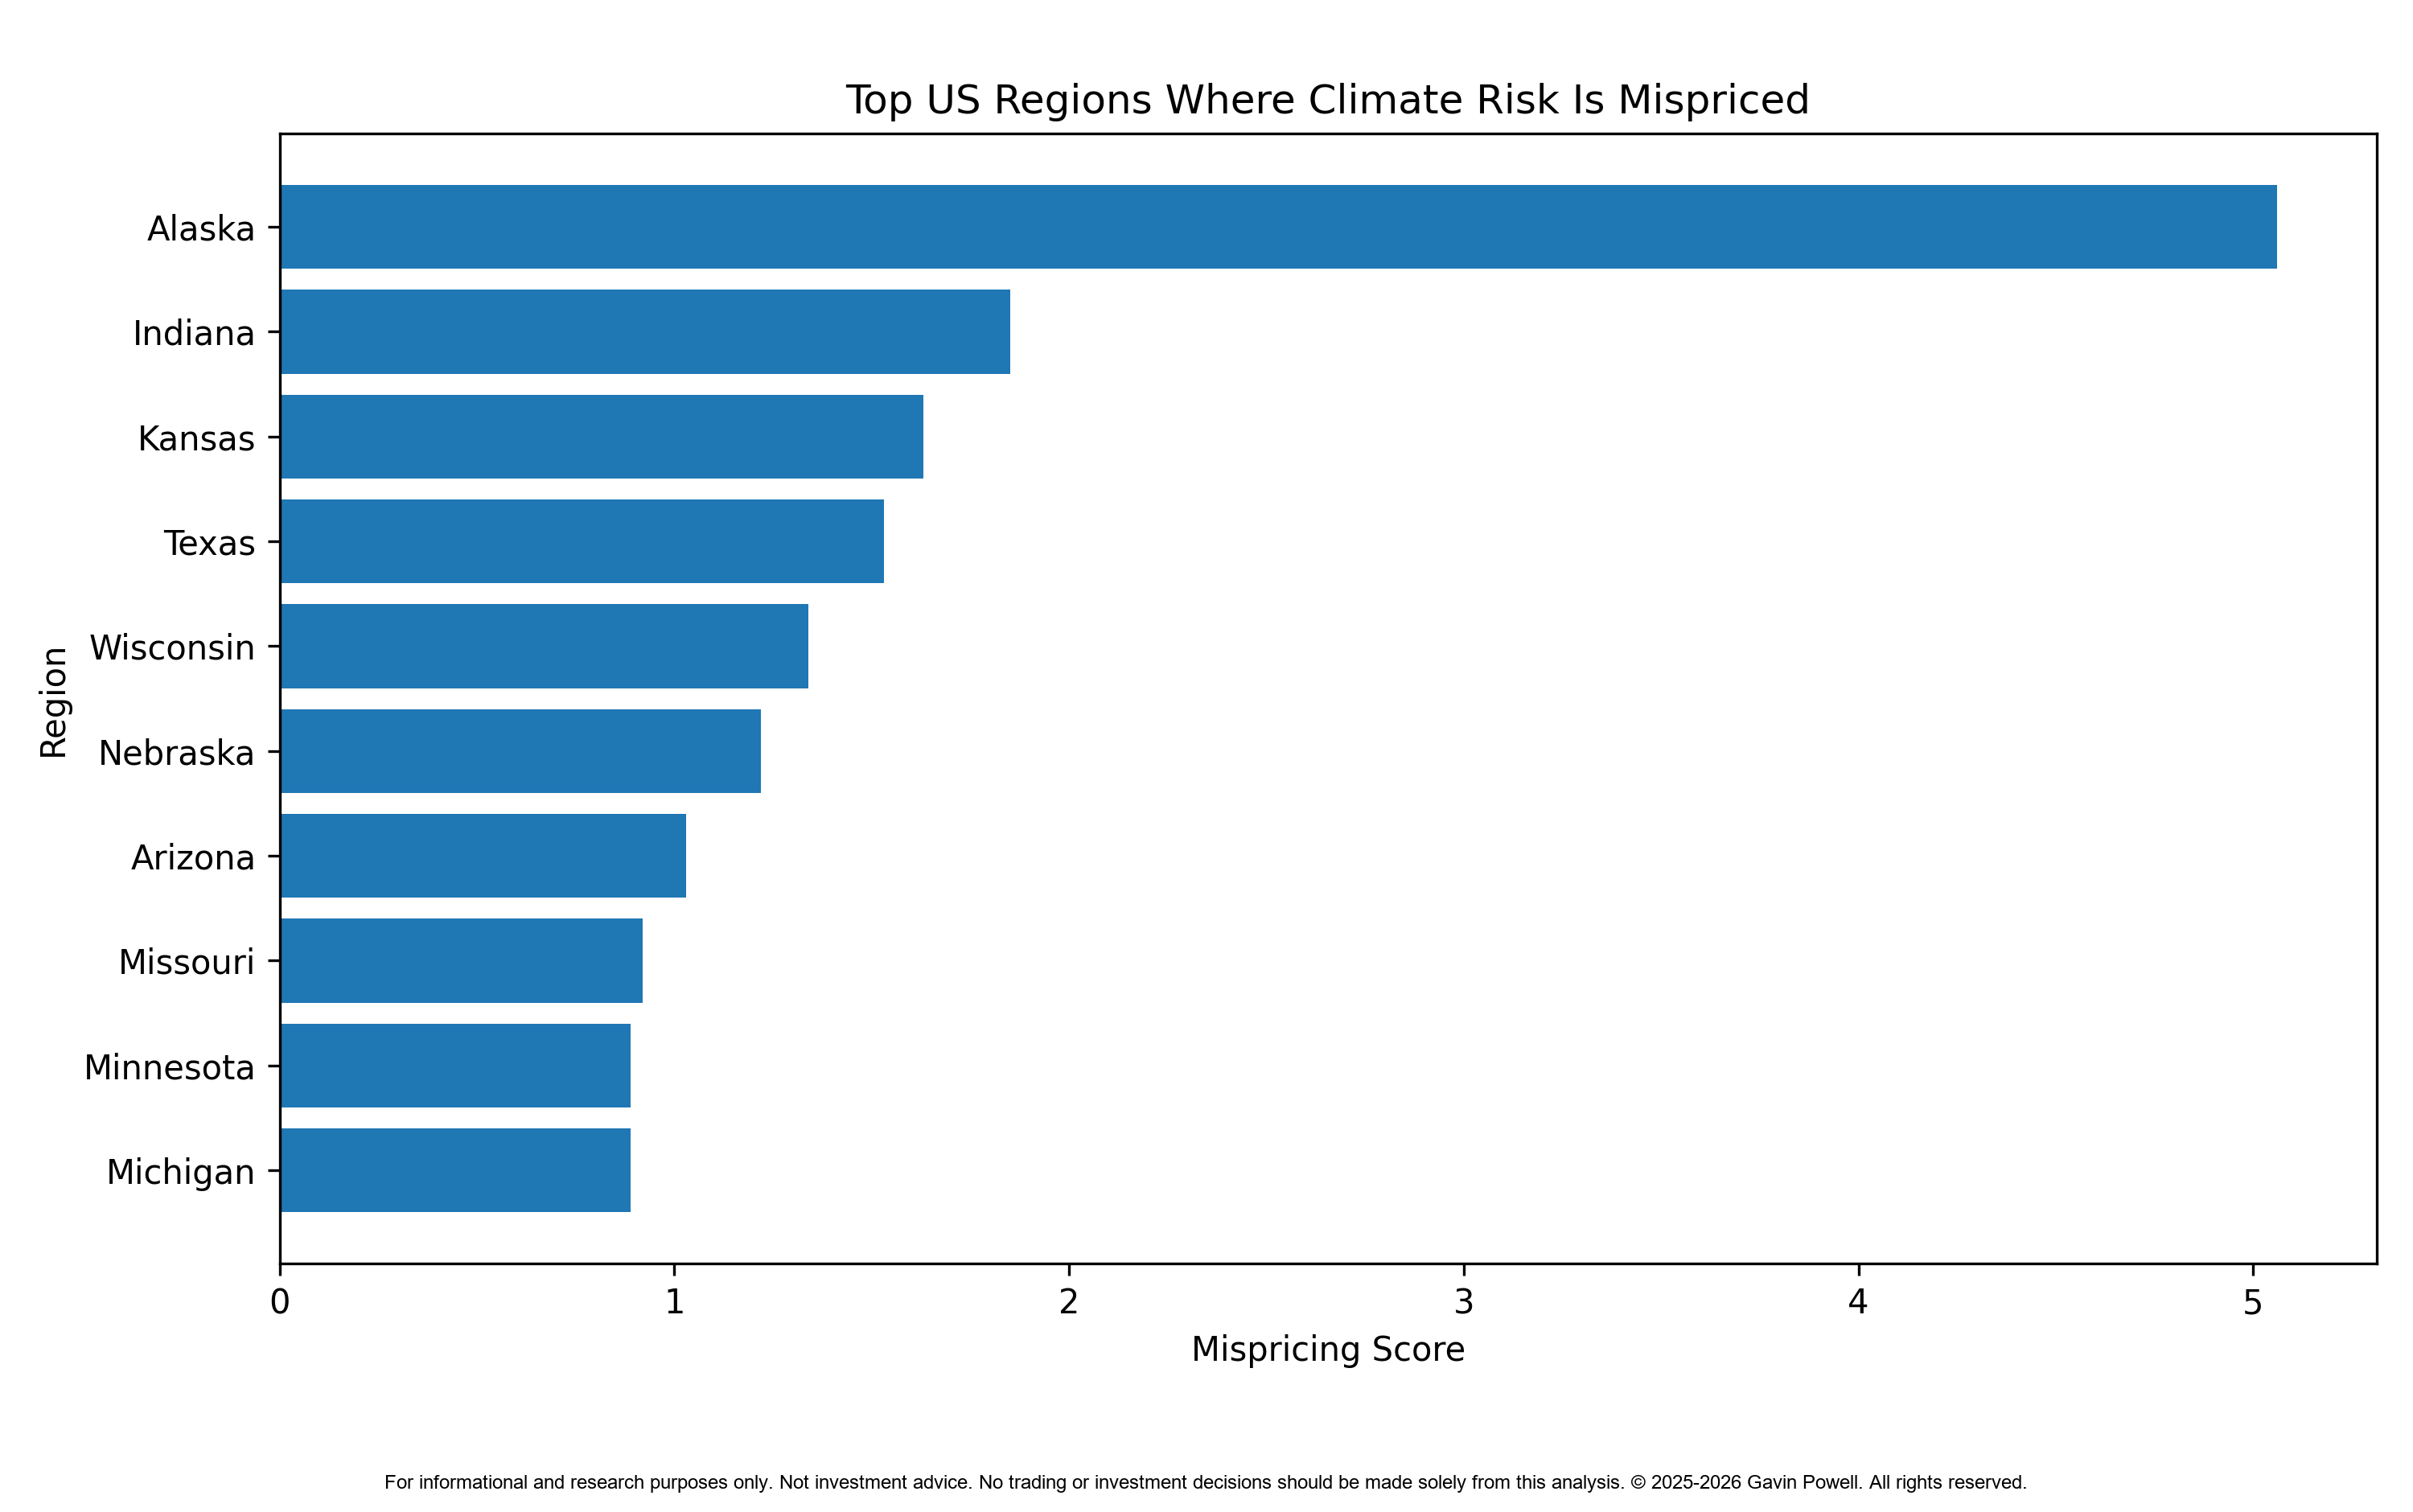 Top US Regions Where Climate Risk Is Mispriced
Region
Alaska
Indiana
Kansas
Texas
Wisconsin
Nebraska
Arizona
Missouri
Minnesota
Michigan
0 1 2 3 4 5
Mispricing Score
For informational and research purposes only. Not investment advice. No trading or investment decisions should be made solely from this analysis. © 2025-2026 Gavin Powell. All rights reserved.